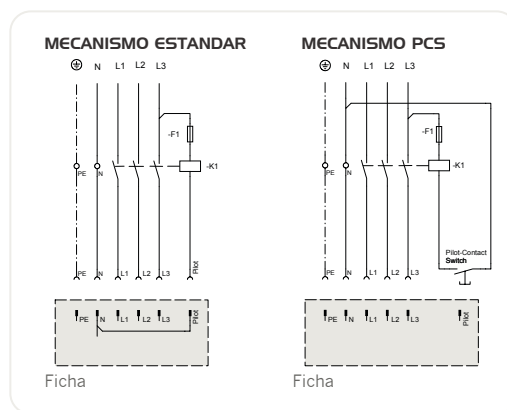 MECANISMO ESTANDAR
N L1 L2 L3
-F1
-K1
PE N
PE N L1 L2 L3 Pilot
PE N L1 L2 L3 Pilot
Ficha
MECANISMO PCS
N L1 L2 L3
-F1
-K1
PE N
Pilot-Contact
Switch
PE N L1 L2 L3
PE N L1 L2 L3 Pilot
Ficha